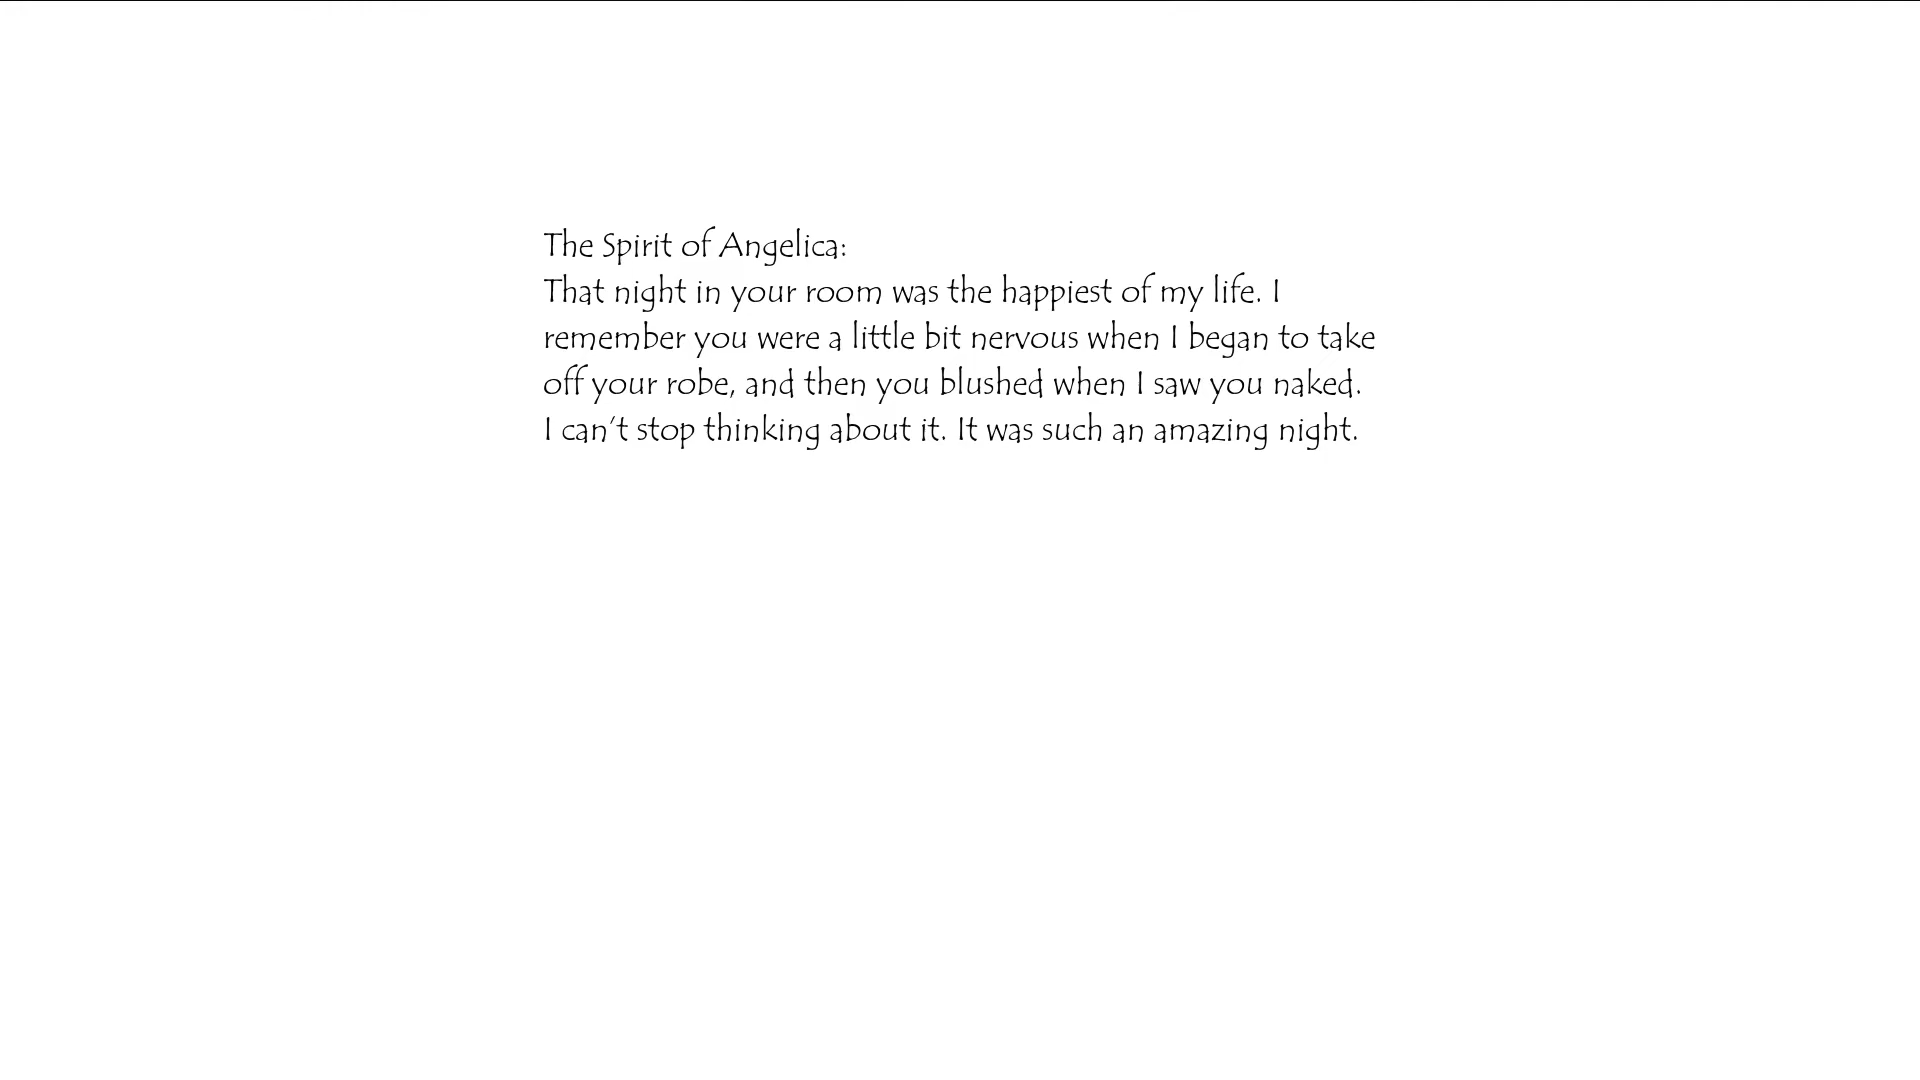 The Spirit of Angelica:
That night in your room was the happiest of my life. I
remember you were a little bit nervous when I began to take
off your robe, and then you blushed when I saw you naked.
I can't stop thinking about it. It was such an amazing night.